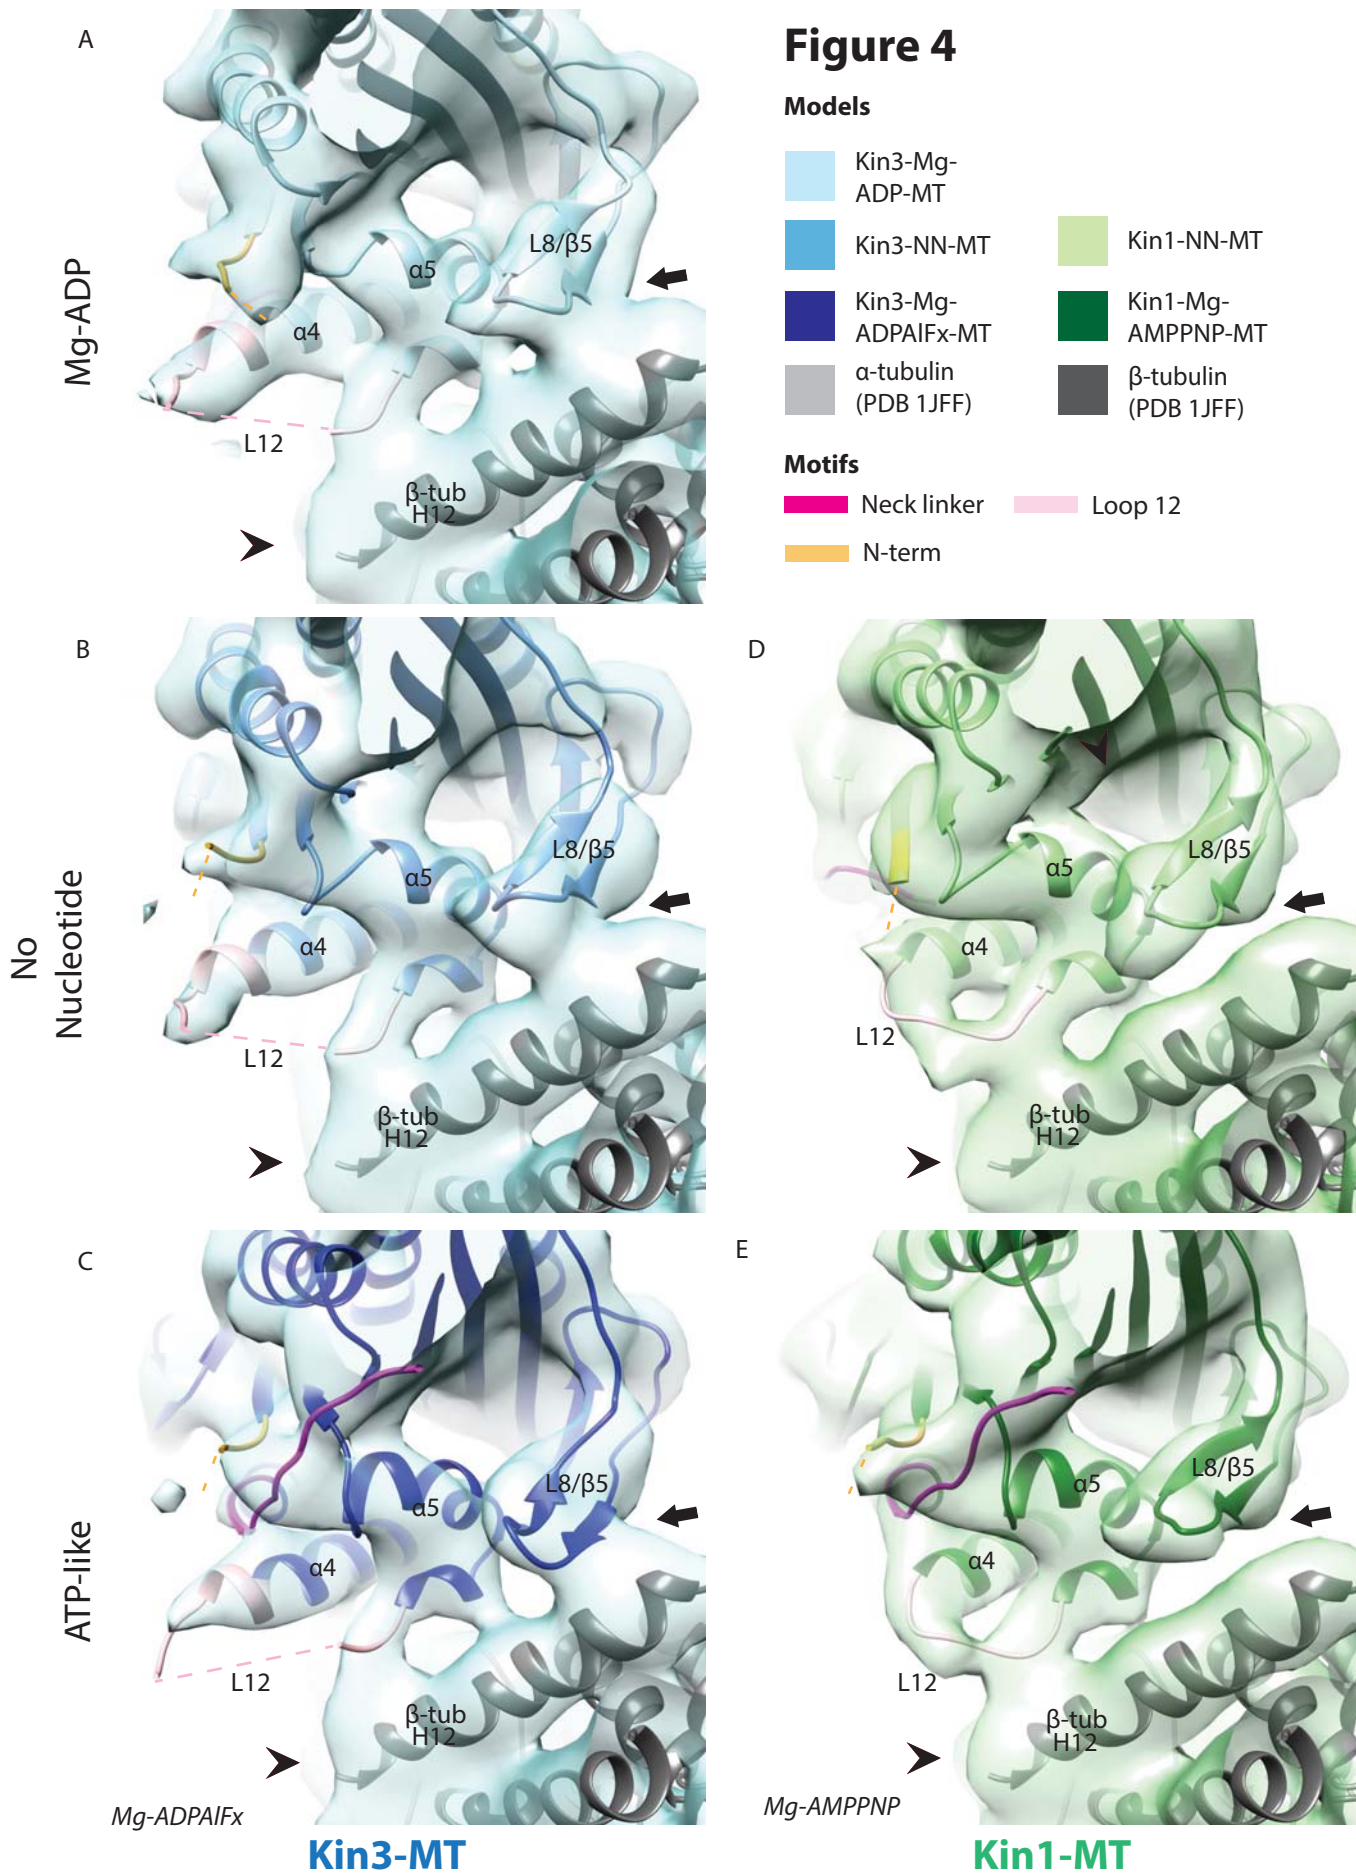 Figure 4
Models
Kin3-Mg-
ADP-MT
Kin3-NN-MT
Kin1-NN-MT
Kin3-Mg-
ADPAlFx-MT
Kin1-Mg-
AMPPNP-MT
α-tubulin
(PDB 1JFF)
β-tubulin
(PDB 1JFF)
Motifs
Neck linker
Loop 12
N-term
A
Mg-ADP
L8/β5
α5
α4
L12
β-tub
H12
B
No
Nucleotide
L8/β5
α5
α4
L12
β-tub
H12
D
L8/β5
α5
α4
L12
β-tub
H12
C
ATP-like
L8/β5
α5
α4
L12
β-tub
H12
Mg-ADPAlFx
Kin3-MT
E
L8/β5
α5
α4
L12
β-tub
H12
Mg-AMPPNP
Kin1-MT